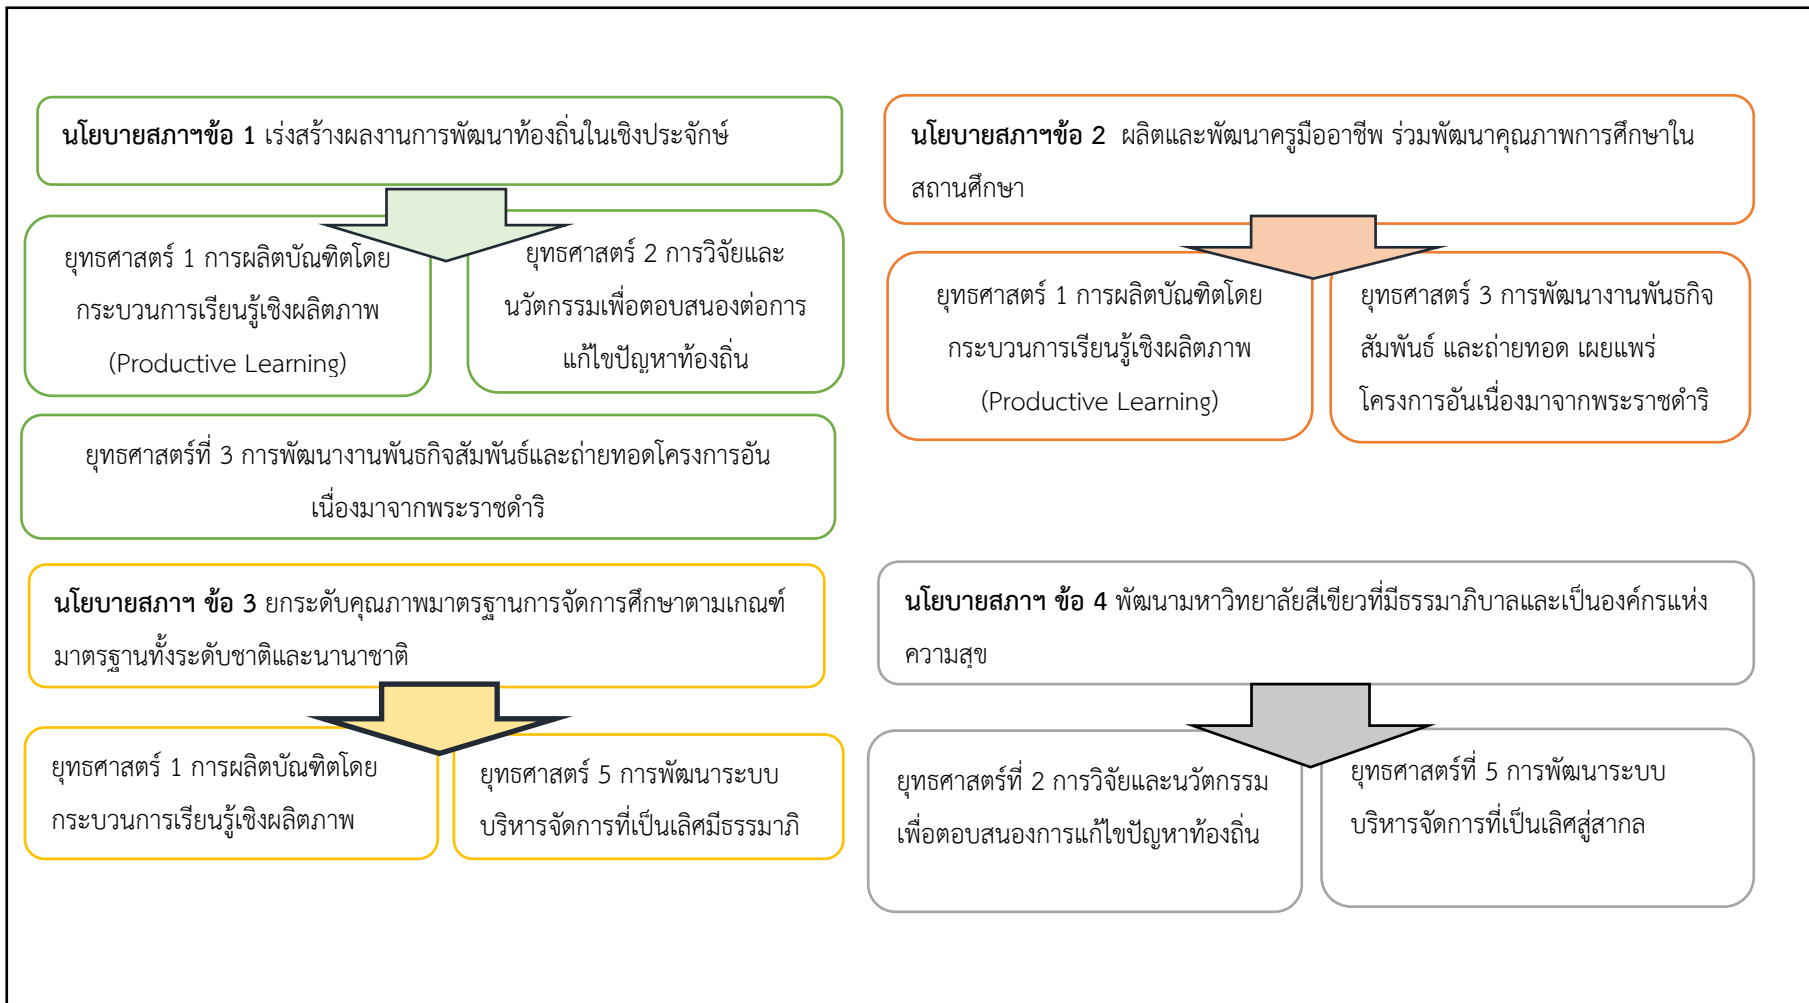 นโยบายสภาฯข้อ 1 เร่งสร้างผลงานการพัฒนาท้องถิ่นในเชิงประจักษ์
ยุทธศาสตร์ 1 การผลิตบัณฑิตโดย
กระบวนการเรียนรู้เชิงผลิตภาพ
(Productive Learning)
ยุทธศาสตร์ 2 การวิจัยและ
นวัตกรรมเพื่อตอบสนองต่อการ
แก้ไขปัญหาท้องถิ่น
ยุทธศาสตร์ที่ 3 การพัฒนางานพันธกิจสัมพันธ์และถ่ายทอดโครงการอัน
เนื่องมาจากพระราชดำริ
นโยบายสภาฯข้อ 2 ผลิตและพัฒนาครูมืออาชีพ ร่วมพัฒนาคุณภาพการศึกษาใน
สถานศึกษา
ยุทธศาสตร์ 1 การผลิตบัณฑิตโดย
กระบวนการเรียนรู้เชิงผลิตภาพ
(Productive Learning)
ยุทธศาสตร์ 3 การพัฒนางานพันธกิจ
สัมพันธ์ และถ่ายทอด เผยแพร่
โครงการอันเนื่องมาจากพระราชดำริ
นโยบายสภาฯ ข้อ 3 ยกระดับคุณภาพมาตรฐานการจัดการศึกษาตามเกณฑ์
มาตรฐานทั้งระดับชาติและนานาชาติ
ยุทธศาสตร์ 1 การผลิตบัณฑิตโดย
กระบวนการเรียนรู้เชิงผลิตภาพ
ยุทธศาสตร์ 5 การพัฒนาระบบ
บริหารจัดการที่เป็นเลิศมีธรรมาภิ
นโยบายสภาฯ ข้อ 4 พัฒนามหาวิทยาลัยสีเขียวที่มีธรรมาภิบาลและเป็นองค์กรแห่ง
ความสุข
ยุทธศาสตร์ที่ 2 การวิจัยและนวัตกรรม
เพื่อตอบสนองการแก้ไขปัญหาท้องถิ่น
ยุทธศาสตร์ที่ 5 การพัฒนาระบบ
บริหารจัดการที่เป็นเลิศสู่สากล